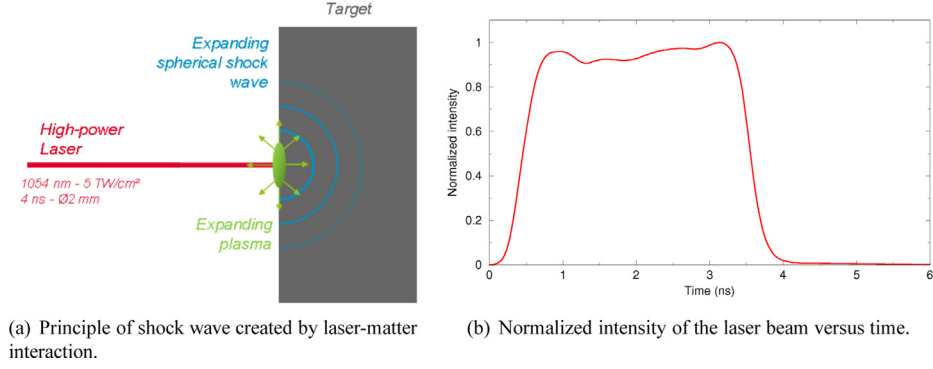 Target
Expanding
spherical shock
wave
High-power
Laser
1054 nm - 5 TW/cm²
4 ns - Ø2 mm
Expanding
plasma
(a) Principle of shock wave created by laser-matter
interaction.
Normalized intensity
1
0.8
0.6
0.4
0.2
0
0 1 2 3 4 5 6
Time (ns)
(b) Normalized intensity of the laser beam versus time.